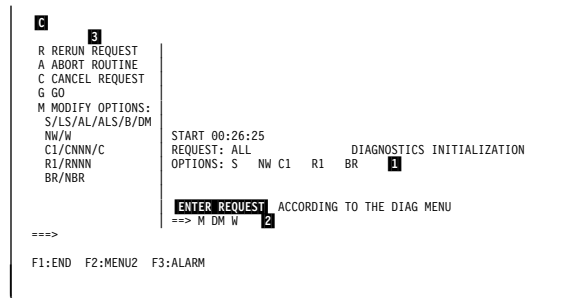 C
3
R RERUN REQUEST
A ABORT ROUTINE
C CANCEL REQUEST
G GO
M MODIFY OPTIONS:
S/LS/AL/ALS/B/DM
NW/W START 00:26:25
C1/CNNN/C REQUEST: ALL DIAGNOSTICS INITIALIZATION
R1/RNNN OPTIONS: S NW C1 R1 BR 1
BR/NBR
ENTER REQUEST ACCORDING TO THE DIAG MENU
==> M DM W 2
===>
F1:END F2:MENU2 F3:ALARM